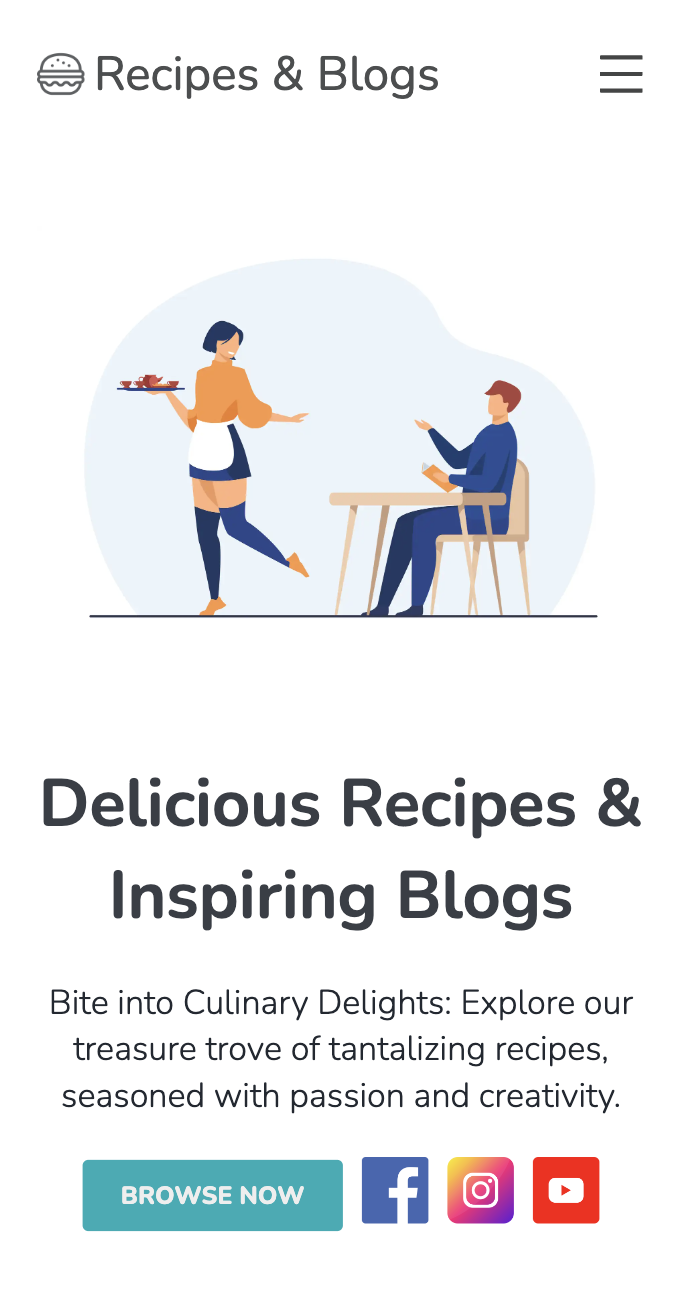 Recipes & Blogs
Delicious Recipes &
Inspiring Blogs
Bite into Culinary Delights: Explore our
treasure trove of tantalizing recipes,
seasoned with passion and creativity.
BROWSE NOW